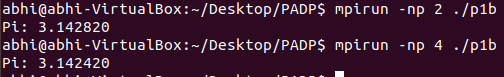 abhi@abhi-VirtualBox:~/Desktop/PADP$ mpirun -np 2 ./p1b
Pi: 3.142820
abhi@abhi-VirtualBox:~/Desktop/PADP$ mpirun -np 4 ./p1b
Pi: 3.142420